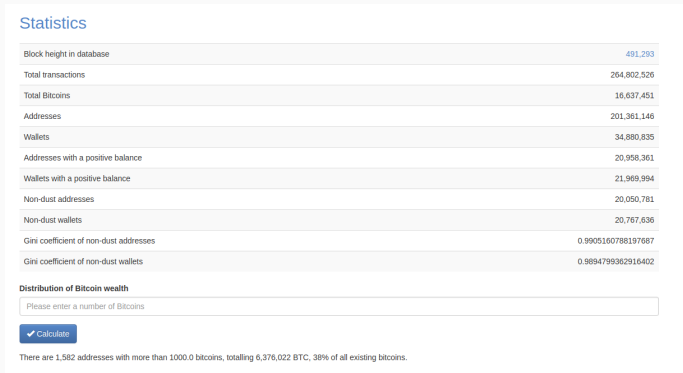 Statistics
Block height in database 491,293
Total transactions 264,802,526
Total Bitcoins 16,637,451
Addresses 201,361,146
Wallets 34,880,835
Addresses with a positive balance 20,958,361
Wallets with a positive balance 21,969,994
Non-dust addresses 20,050,781
Non-dust wallets 20,767,636
Gini coefficient of non-dust addresses 0.9905160788197687
Gini coefficient of non-dust wallets 0.9894799362916402
Distribution of Bitcoin wealth
Please enter a number of Bitcoins
Calculate
There are 1,582 addresses with more than 1000.0 bitcoins, totalling 6,376,022 BTC, 38% of all existing bitcoins.